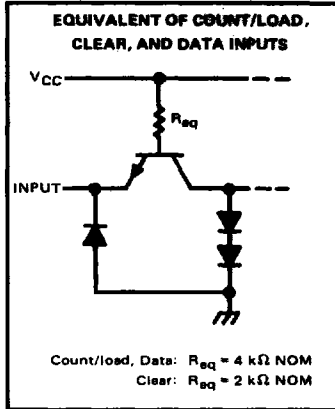 EQUIVALENT OF COUNT/LOAD,
CLEAR, AND DATA INPUTS
VCC
Req
INPUT
Count/load, Data: Req = 4 kΩ NOM
Clear: Req = 2 kΩ NOM